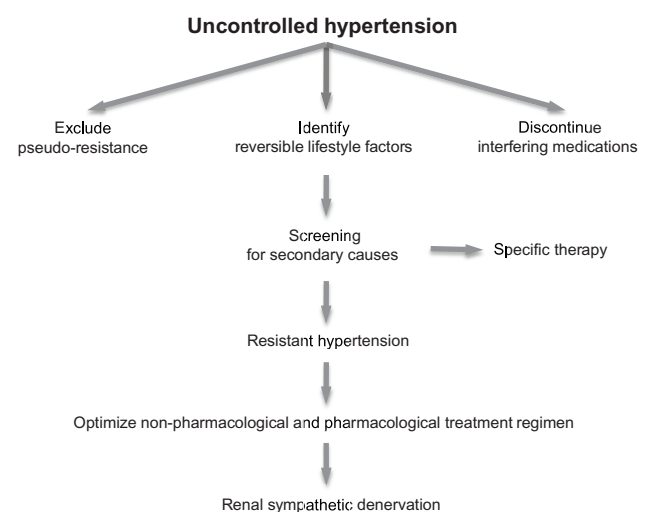 Uncontrolled hypertension
Exclude
pseudo-resistance
Identify
reversible lifestyle factors
Discontinue
interfering medications
Screening
for secondary causes
Specific therapy
Resistant hypertension
Optimize non-pharmacological and pharmacological treatment regimen
Renal sympathetic denervation